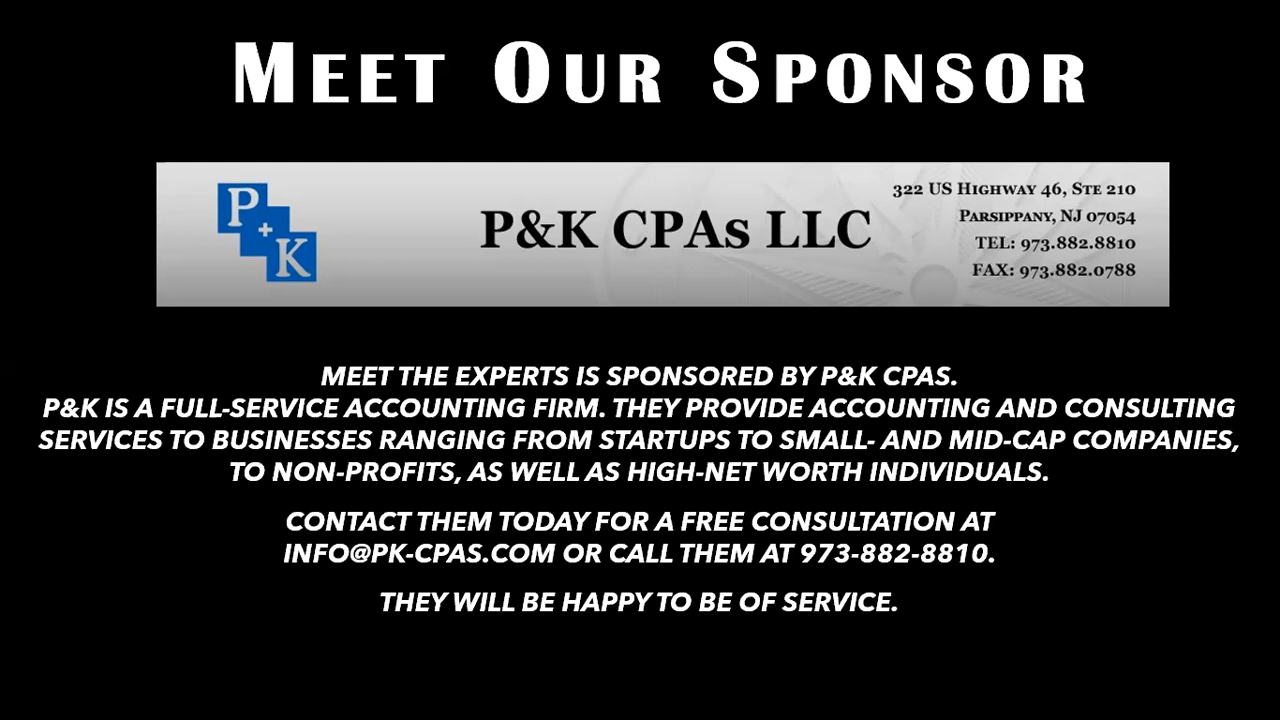 MEET OUR SPONSOR
P
+
K
P&K CPAs LLC
322 US HIGHWAY 46, STE 210
PARSIPPANY, NJ 07054
TEL: 973.882.8810
FAX: 973.882.0788
MEET THE EXPERTS IS SPONSORED BY P&K CPAS.
P&K IS A FULL-SERVICE ACCOUNTING FIRM. THEY PROVIDE ACCOUNTING AND CONSULTING
SERVICES TO BUSINESSES RANGING FROM STARTUPS TO SMALL- AND MID-CAP COMPANIES,
TO NON-PROFITS, AS WELL AS HIGH-NET WORTH INDIVIDUALS.
CONTACT THEM TODAY FOR A FREE CONSULTATION AT
INFO@PK-CPAS.COM OR CALL THEM AT 973-882-8810.
THEY WILL BE HAPPY TO BE OF SERVICE.